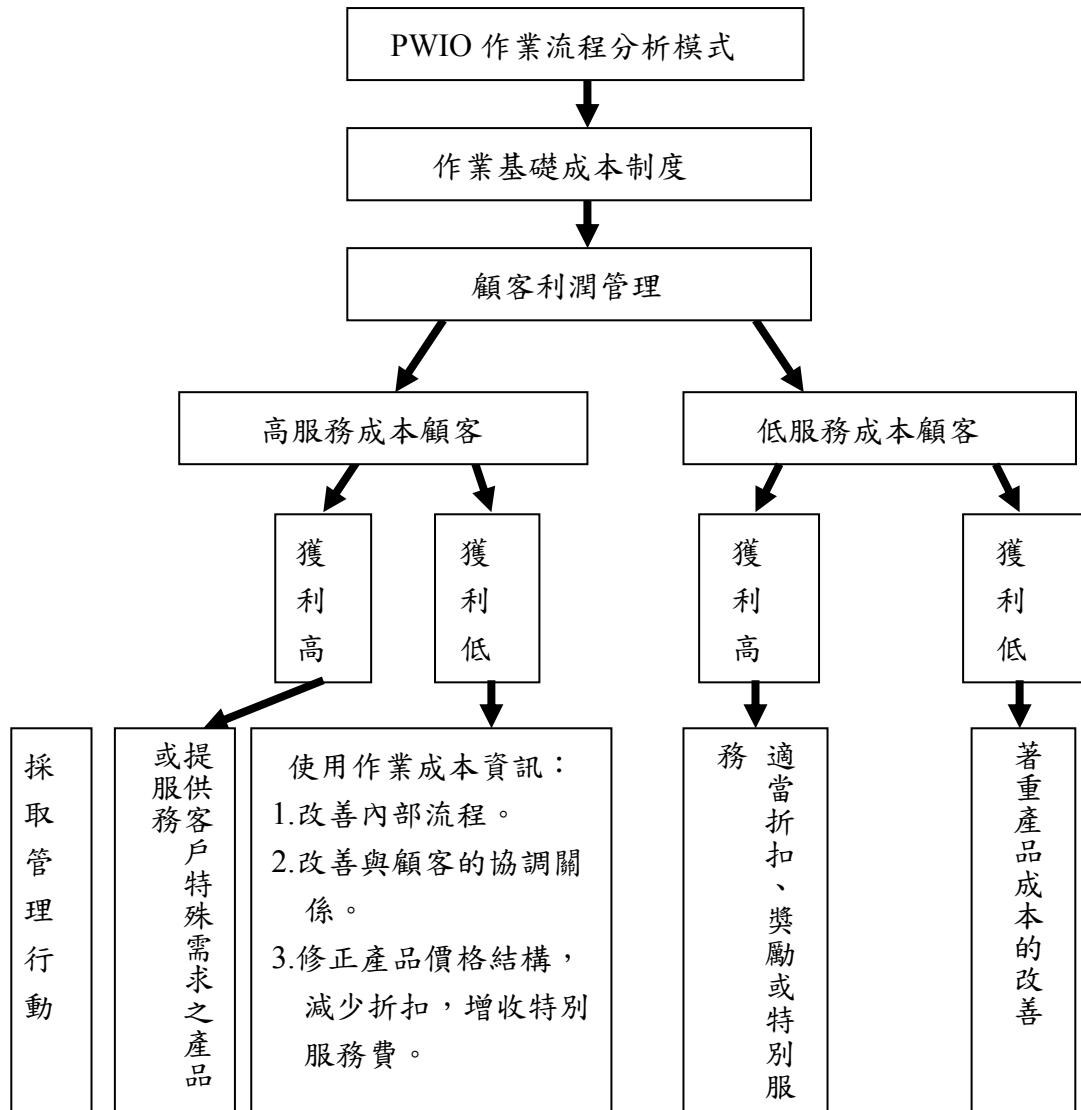 PWIO 作業流程分析模式
作業基礎成本制度
顧客利潤管理
高服務成本顧客
低服務成本顧客
獲利高
獲利低
獲利高
獲利低
採取管理行動
提供客戶特殊需求之產品
或服務
使用作業成本資訊：
1.改善內部流程。
2.改善與顧客的協調關
係。
3.修正產品價格結構，
減少折扣，增收特別
服務費。
適當折扣、獎勵或特別服
務
著重產品成本的改善